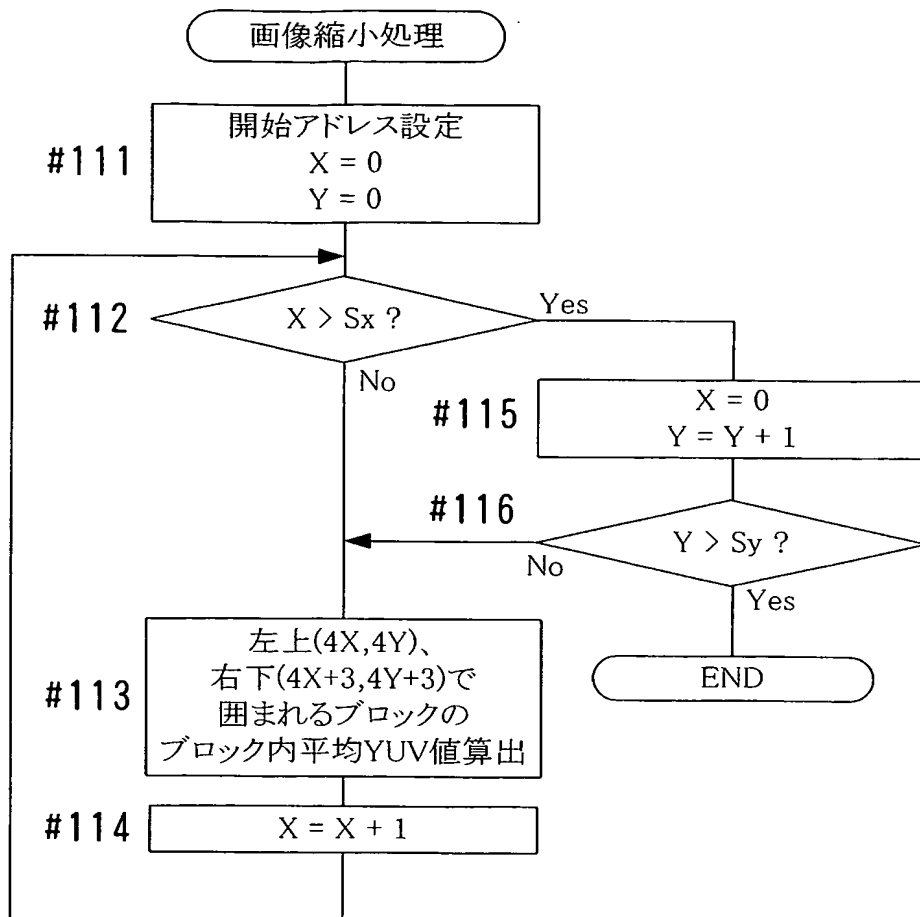 画像縮小処理
#111
開始アドレス設定
X = 0
Y = 0
#112
X > Sx ?
Yes
No
#115
X = 0
Y = Y + 1
#116
Y > Sy ?
No
Yes
END
#113
左上(4X,4Y)、
右下(4X+3,4Y+3)で
囲まれるブロックの
ブロック内平均YUV値算出
#114
X = X + 1